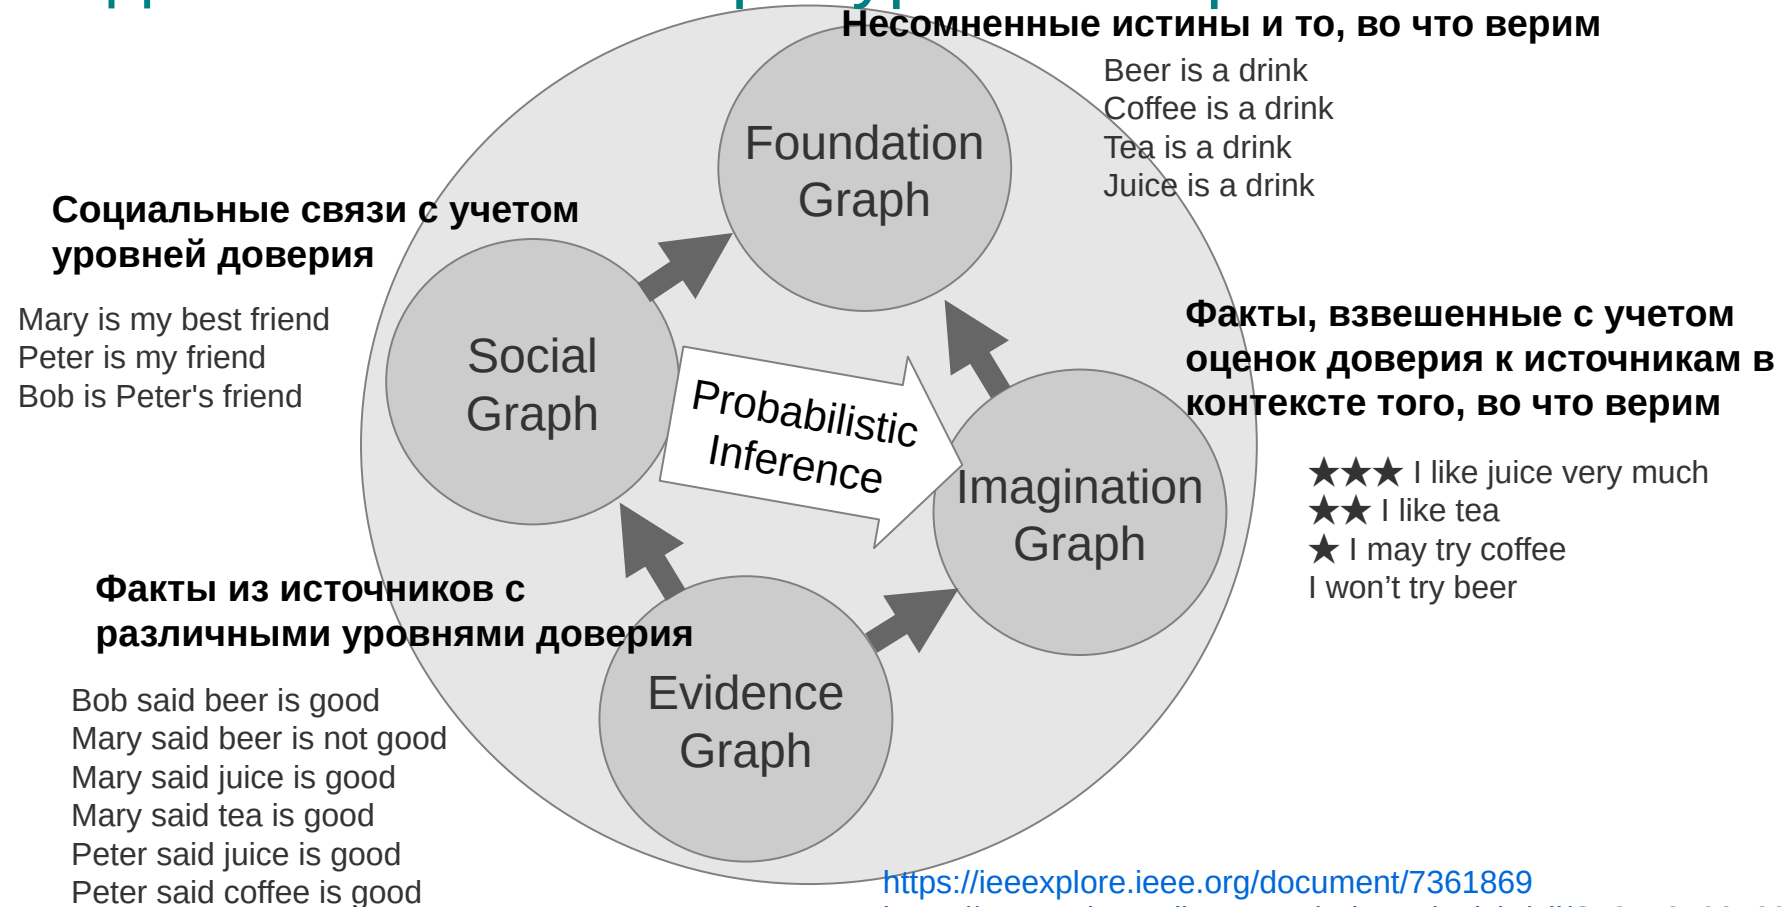 Несомненные истины и то, во что верим
Beer is a drink
Coffee is a drink
Tea is a drink
Juice is a drink
Foundation
Graph
Социальные связи с учетом
уровней доверия
Mary is my best friend
Peter is my friend
Bob is Peter's friend
Social
Graph
Probabilistic
Inference
Факты, взвешенные с учетом
оценок доверия к источникам в
контексте того, во что верим
Imagination
Graph
★★★ I like juice very much
★★ I like tea
★ I may try coffee
I won’t try beer
Факты из источников с
различными уровнями доверия
Evidence
Graph
Bob said beer is good
Mary said beer is not good
Mary said juice is good
Mary said tea is good
Peter said juice is good
Peter said coffee is good
https://ieeexplore.ieee.org/document/7361869